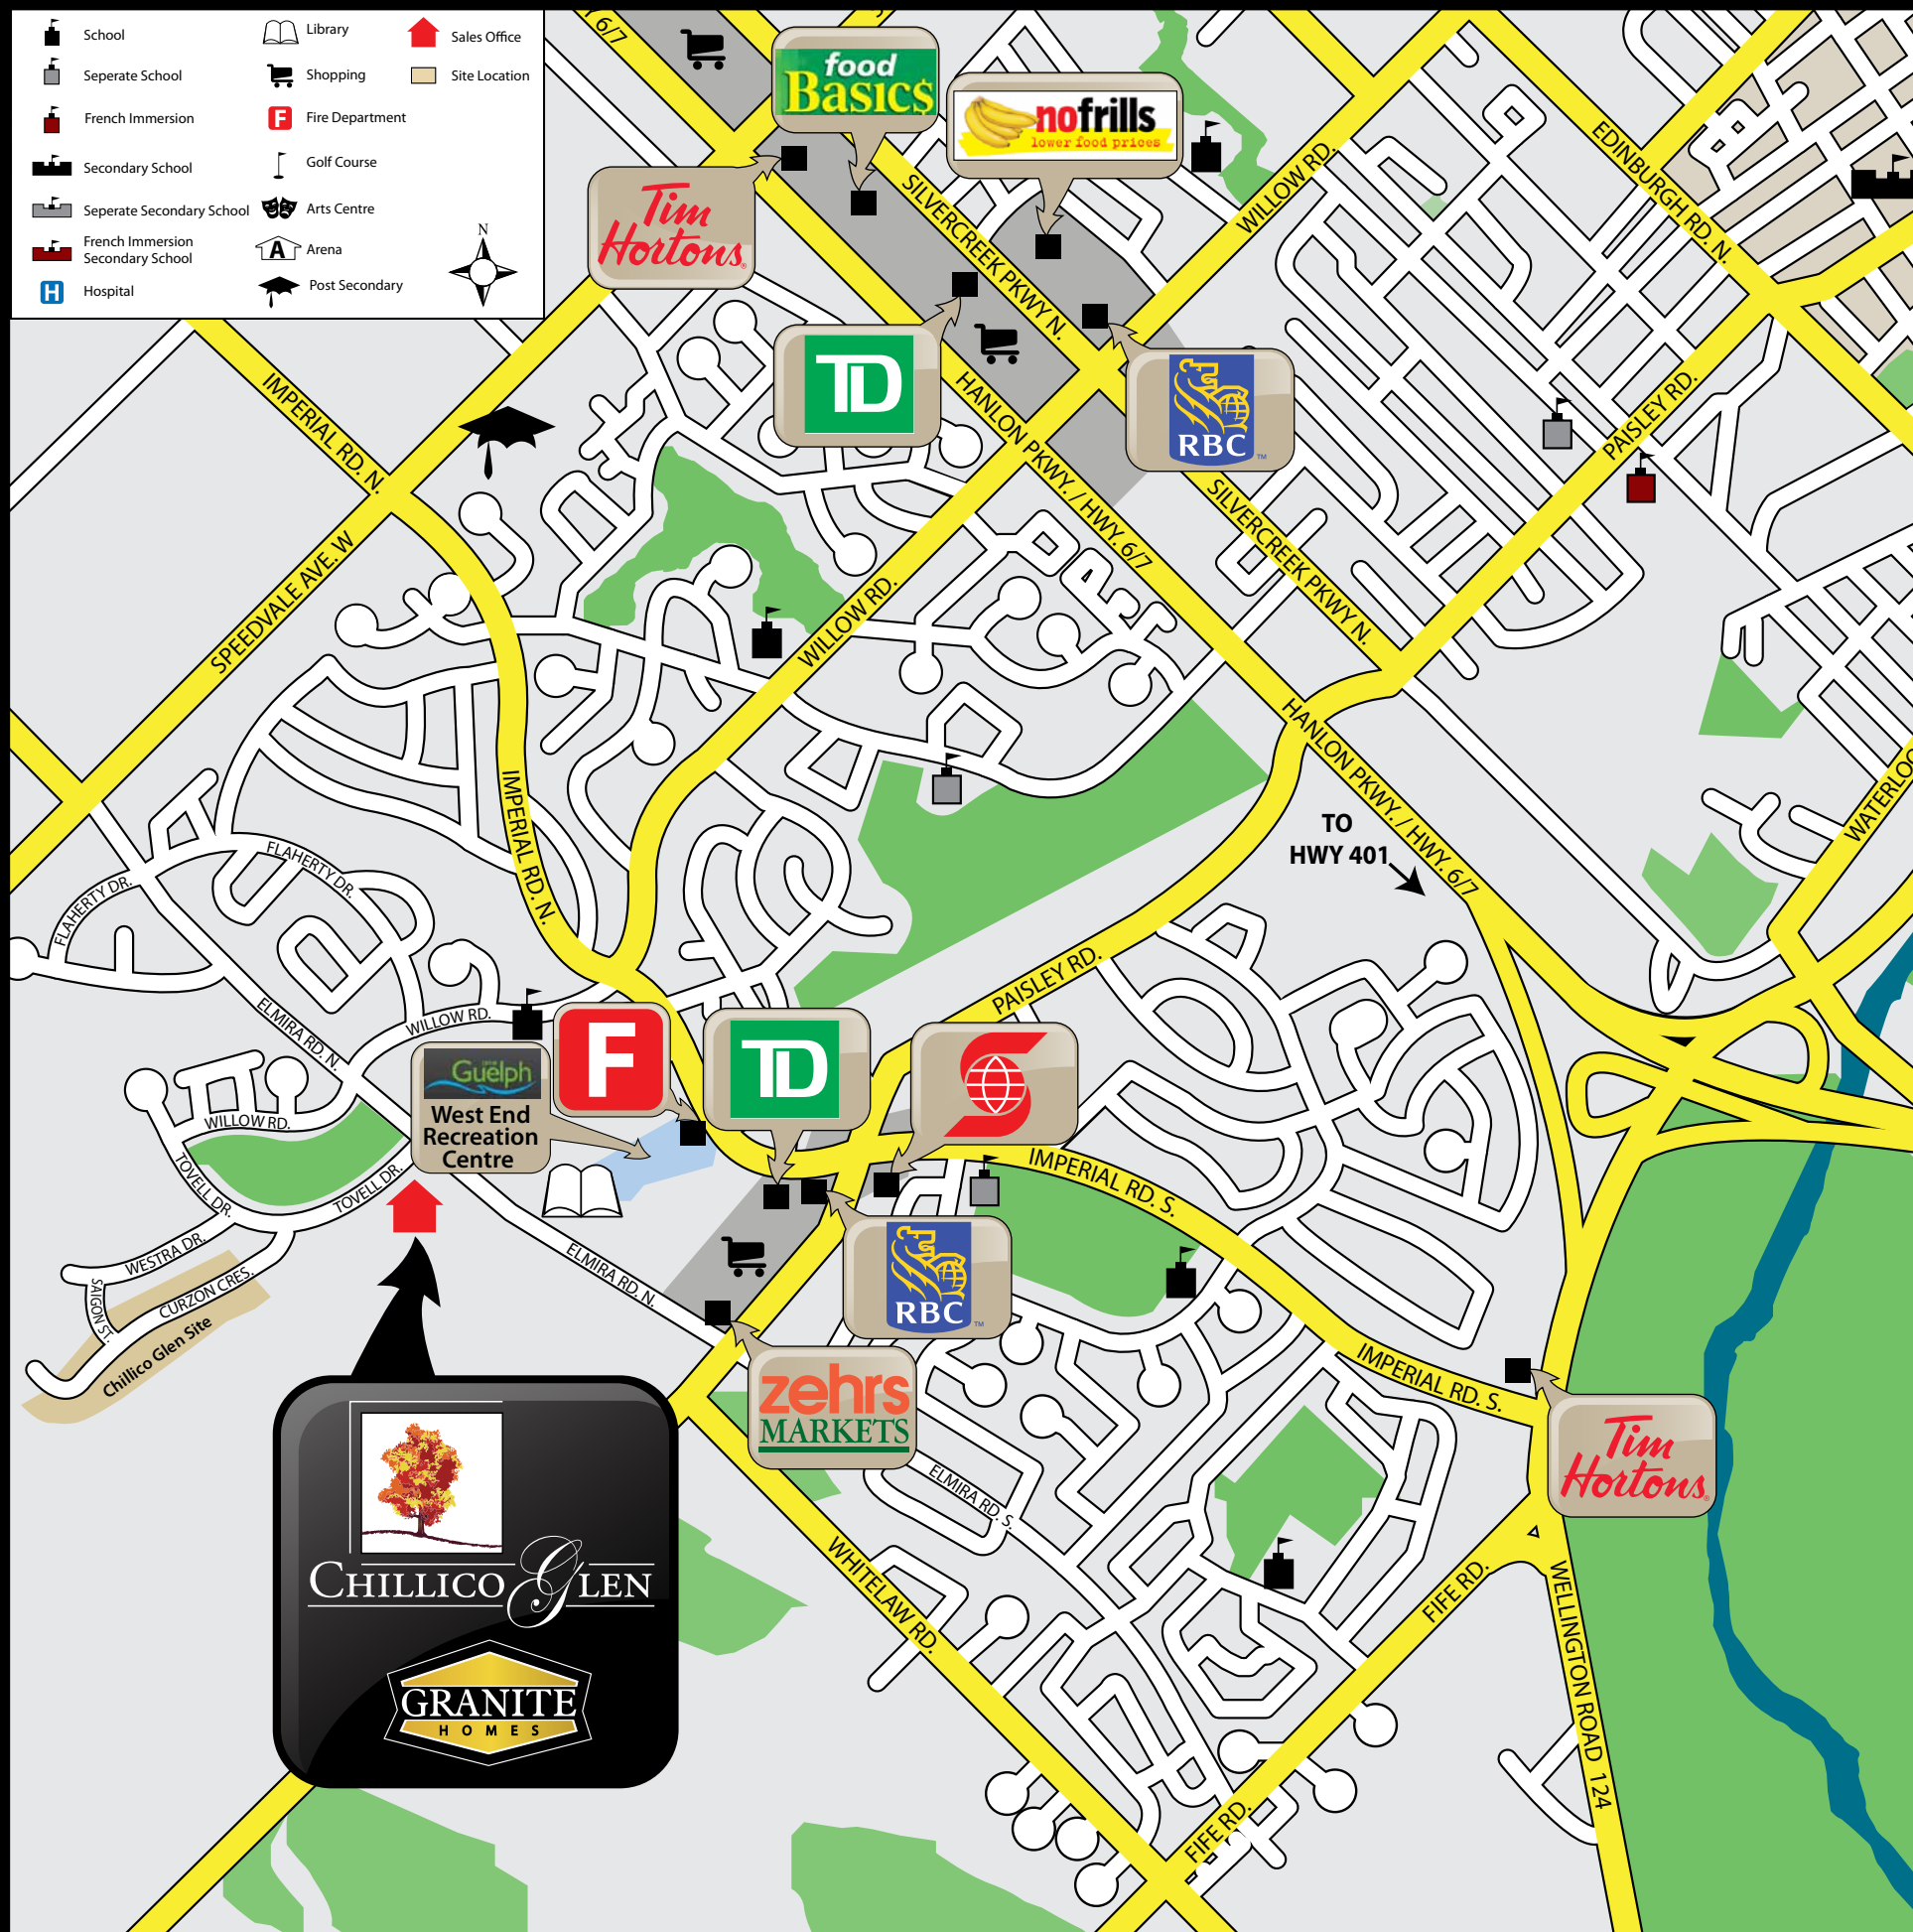 School
Seperate School
French Immersion
Secondary School
Seperate Secondary School
French Immersion
Secondary School
H
Hospital
Library
Shopping
F
Fire Department
Golf Course
Arts Centre
A
Arena
Post Secondary
Sales Office
Site Location
N
Y 6/7
food
Basic$
nofrills
lower food prices
Tim
Hortons
SILVERCREEK PKWY N.
WILLOW RD.
EDINBURGH RD. N.
TD
RBC
TM
IMPERIAL RD. N.
HANLON PKWY. / HWY. 6/7
PAISLEY RD.
SILVERCREEK PKWY N.
SPEEDVALE AVE. W
WILLOW RD.
HANLON PKWY. / HWY. 6/7
IMPERIAL RD. N.
TO
HWY 401
WATERLOO
FLAHERTY DR.
FLAHERTY DR.
ELMIRA RD. N.
WILLOW RD.
PAISLEY RD.
F
TD
Guelph
West End
Recreation
Centre
WILLOW RD.
TOVELL DR.
TOVELL DR.
IMPERIAL RD. S.
WESTRA DR.
SAIGON ST.
CURZON CRES.
Chillico Glen Site
ELMIRA RD. N.
RBC
TM
zehrs
MARKETS
IMPERIAL RD. S.
Tim
Hortons
ELMIRA RD. S.
CHILLICO GLEN
GRANITE
HOMES
WHITELAW RD.
FIFE RD.
WELLINGTON ROAD 124
FIFE RD.